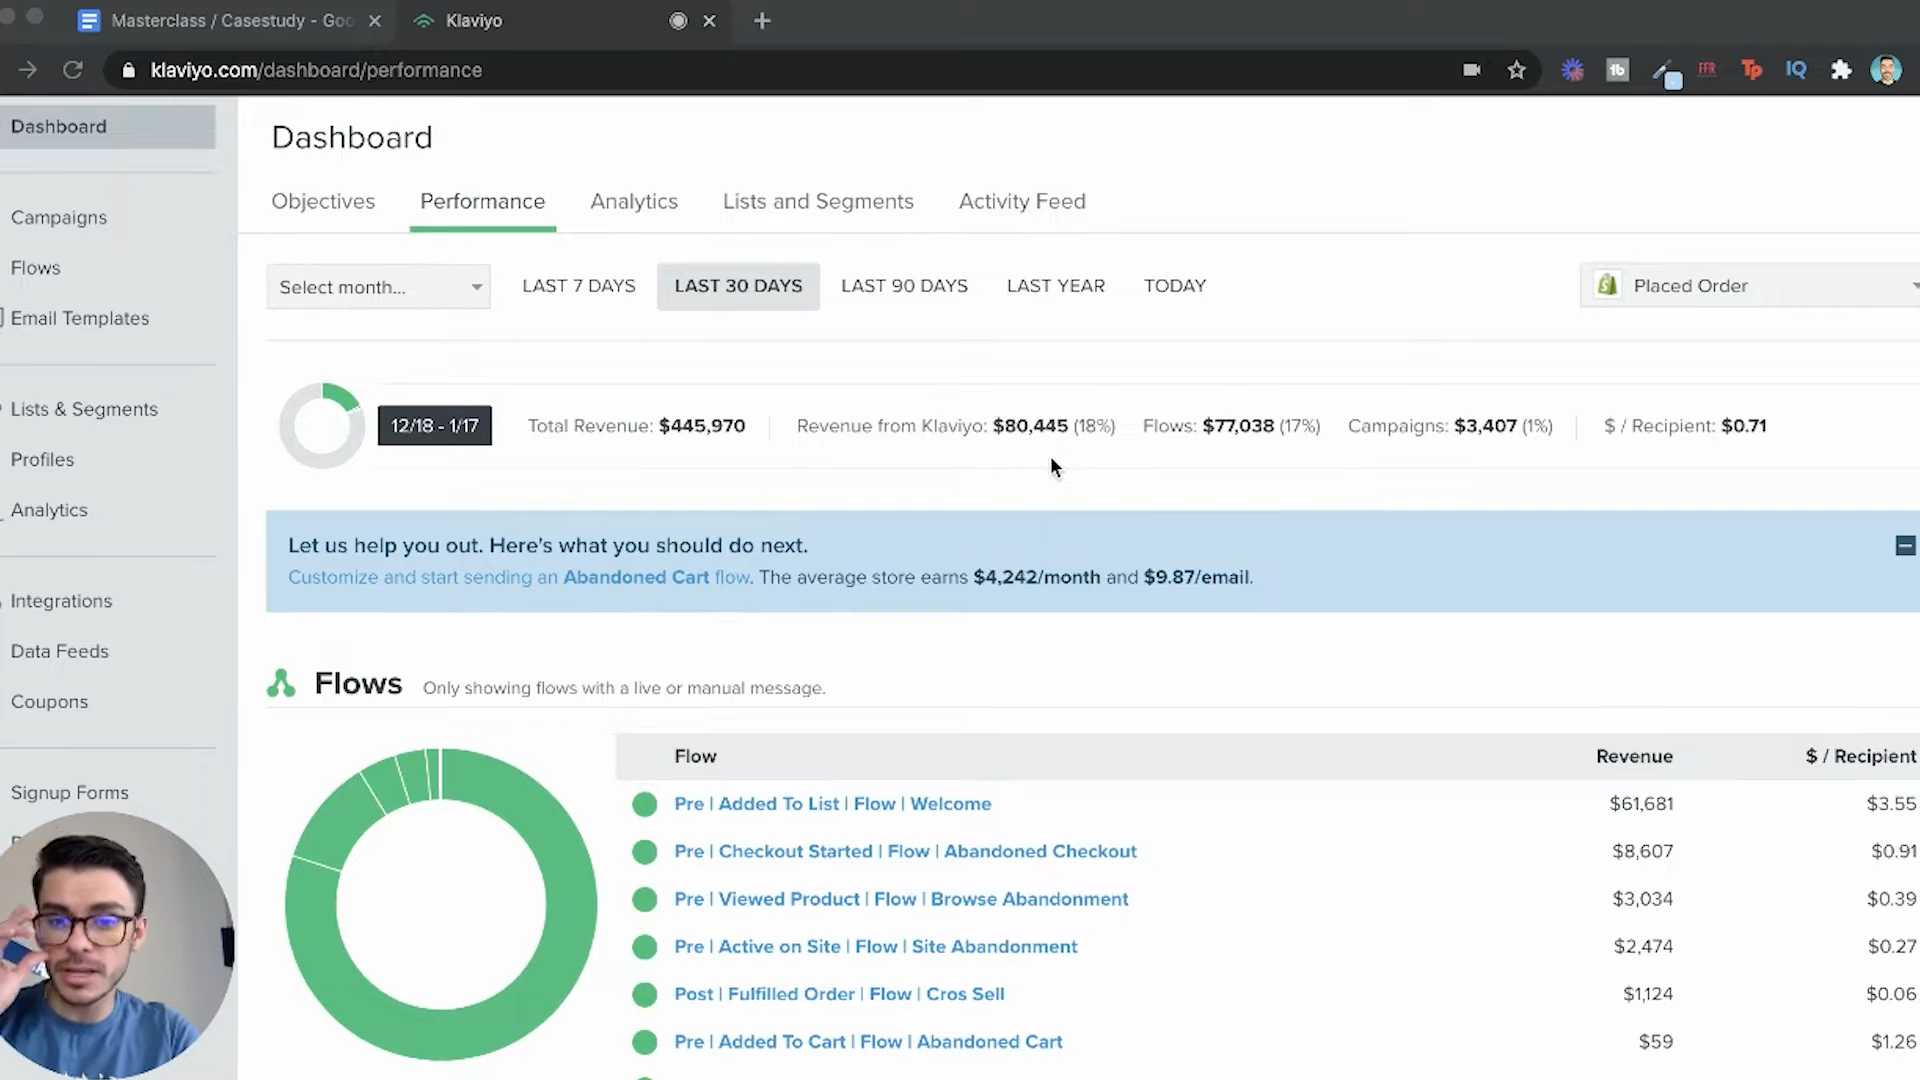 Masterclass / Casestudy - Goo
Klaviyo
klaviyo.com/dashboard/performance
tb
FFR
Tp
IQ
Dashboard
Campaigns
Flows
Email Templates
Lists & Segments
Profiles
Analytics
Integrations
Data Feeds
Coupons
Signup Forms
Dashboard
Objectives Performance Analytics Lists and Segments Activity Feed
Select month... LAST 7 DAYS LAST 30 DAYS LAST 90 DAYS LAST YEAR TODAY Placed Order
12/18 - 1/17 Total Revenue: $445,970 Revenue from Klaviyo: $80,445 (18%) Flows: $77,038 (17%) Campaigns: $3,407 (1%) $ / Recipient: $0.71
Let us help you out. Here's what you should do next.
Customize and start sending an Abandoned Cart flow. The average store earns $4,242/month and $9.87/email.
Flows Only showing flows with a live or manual message.
Flow Revenue $ / Recipient
Pre | Added To List | Flow | Welcome $61,681 $3.55
Pre | Checkout Started | Flow | Abandoned Checkout $8,607 $0.91
Pre | Viewed Product | Flow | Browse Abandonment $3,034 $0.39
Pre | Active on Site | Flow | Site Abandonment $2,474 $0.27
Post | Fulfilled Order | Flow | Cros Sell $1,124 $0.06
Pre | Added To Cart | Flow | Abandoned Cart $59 $1.26